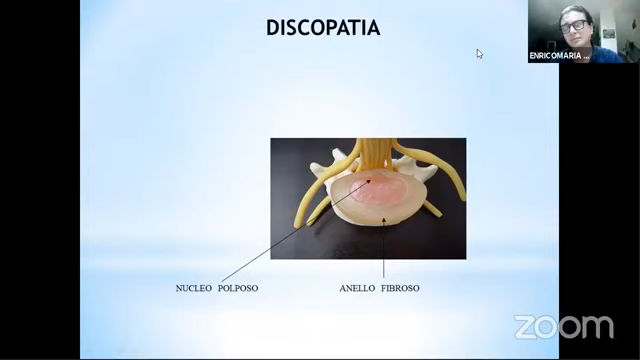 DISCOPATIA
ENRICOMARIA ...
NUCLEO POLPOSO
ANELLO FIBROSO
zoom